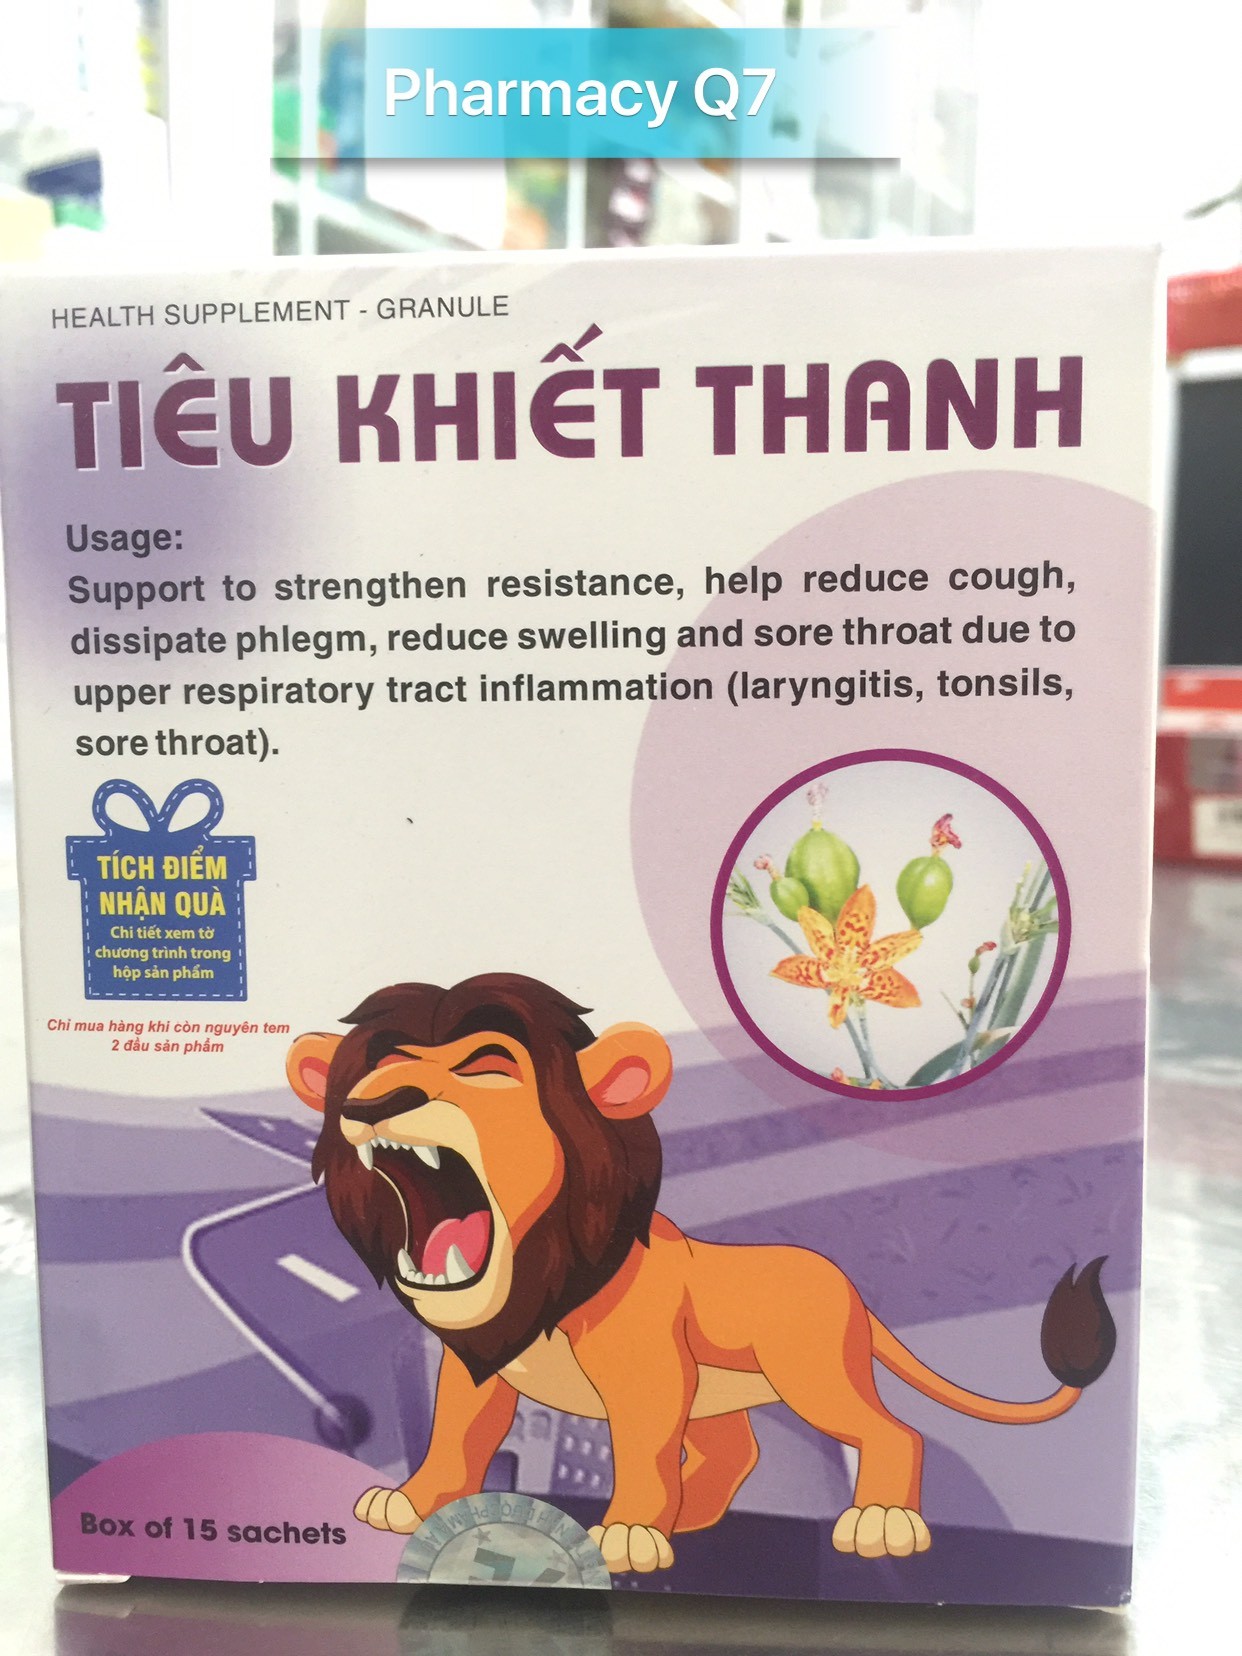 Pharmacy Q7
HEALTH SUPPLEMENT - GRANULE
TIÊU KHIẾT THANH
Usage:
Support to strengthen resistance, help reduce cough,
dissipate phlegm, reduce swelling and sore throat due to
upper respiratory tract inflammation (laryngitis, tonsils,
sore throat).
TÍCH ĐIỂM
NHẬN QUÀ
Chi tiết xem tờ
chương trình trong
hộp sản phẩm
Chỉ mua hàng khi còn nguyên tem
2 đầu sản phẩm
Box of 15 sachets